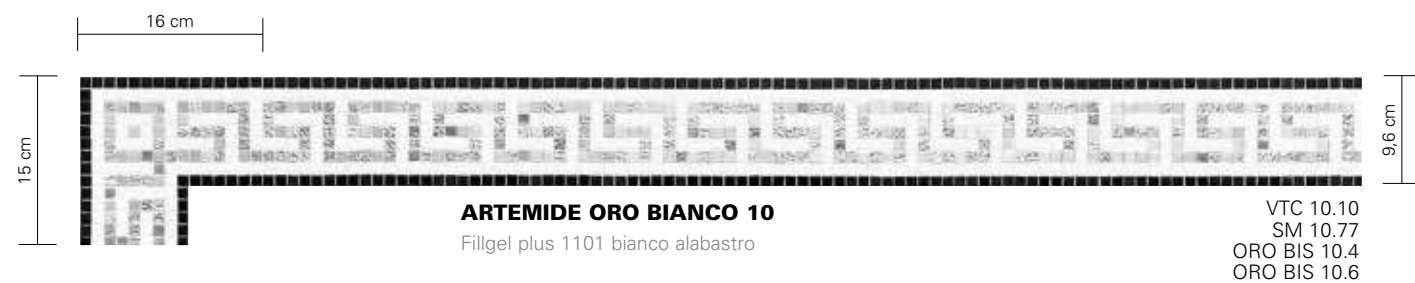 16 cm
15 cm
9,6 cm
ARTEMIDE ORO BIANCO 10
Fillgel plus 1101 bianco alabastro
VTC 10.10
SM 10.77
ORO BIS 10.4
ORO BIS 10.6